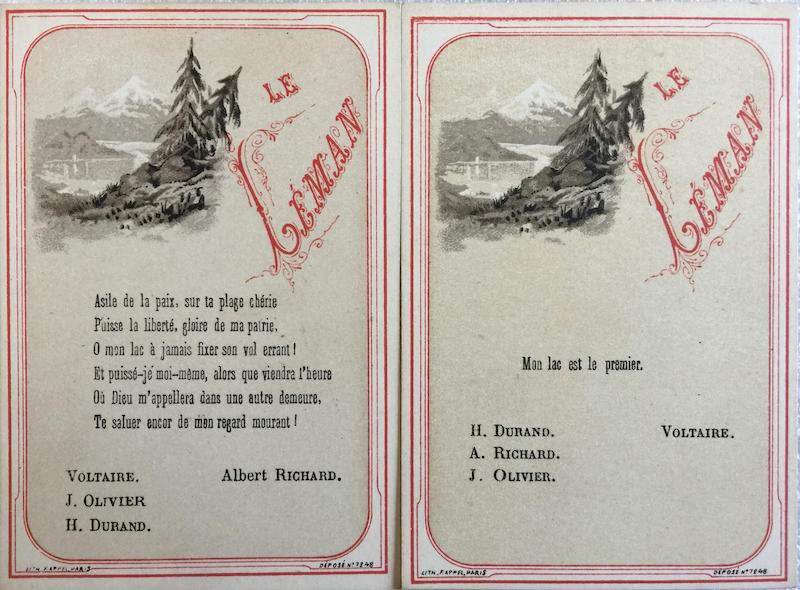 LE
LÉMAN
Asile de la paix, sur ta plage chérie
Puisse la liberté, gloire de ma patrie,
O mon lac à jamais fixer son vol errant!
Et puissé-jé moi-même, alors que viendra l'heure
Où Dieu m'appellera dans une autre demeure,
Te saluer encor de mon regard mourant!
VOLTAIRE. Albert RICHARD.
J. OLIVIER
H. DURAND.
LITH. F. APPEL, PARIS DÉPOSÉ N° 7248
LE
LÉMAN
Mon lac est le premier.
H. DURAND. VOLTAIRE.
A. RICHARD.
J. OLIVIER.
LITH. F. APPEL, PARIS DÉPOSÉ N° 7248